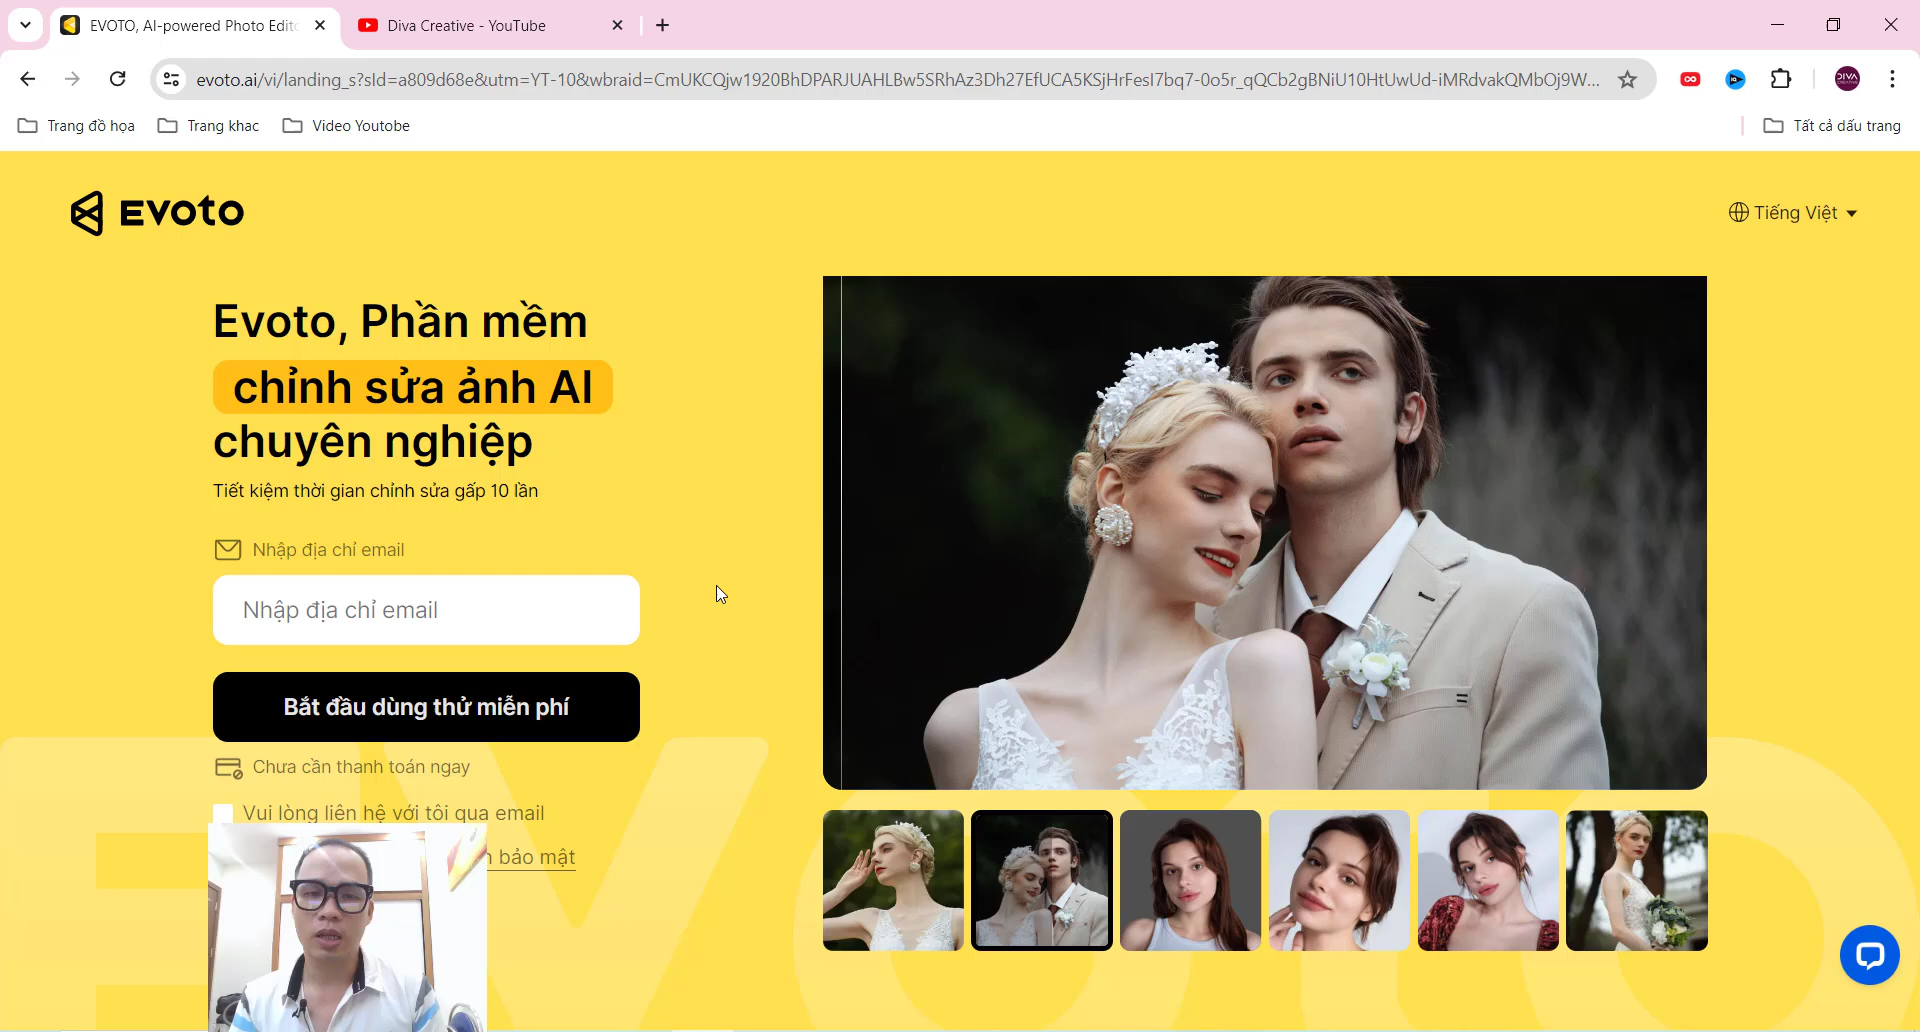 EVOTO, AI-powered Photo Edito
Diva Creative - YouTube
evoto.ai/vi/landing_s?sId=a809d68e&utm=YT-10&wbraid=CmUKCQjw1920BhDPARJUAHLBw5SRhAz3Dh27EfUCA5KSjHrFesI7bq7-0o5r_qQCb2gBNiU10HtUwUd-iMRdvakQMbOj9W...
Trang đồ họa
Trang khac
Video Youtobe
Tất cả dấu trang
EVOTO
Tiếng Việt
Evoto, Phần mềm
chỉnh sửa ảnh AI
chuyên nghiệp
Tiết kiệm thời gian chỉnh sửa gấp 10 lần
Nhập địa chỉ email
Nhập địa chỉ email
Bắt đầu dùng thử miễn phí
Chưa cần thanh toán ngay
Vui lòng liên hệ với tôi qua email
bảo mật
Evoto